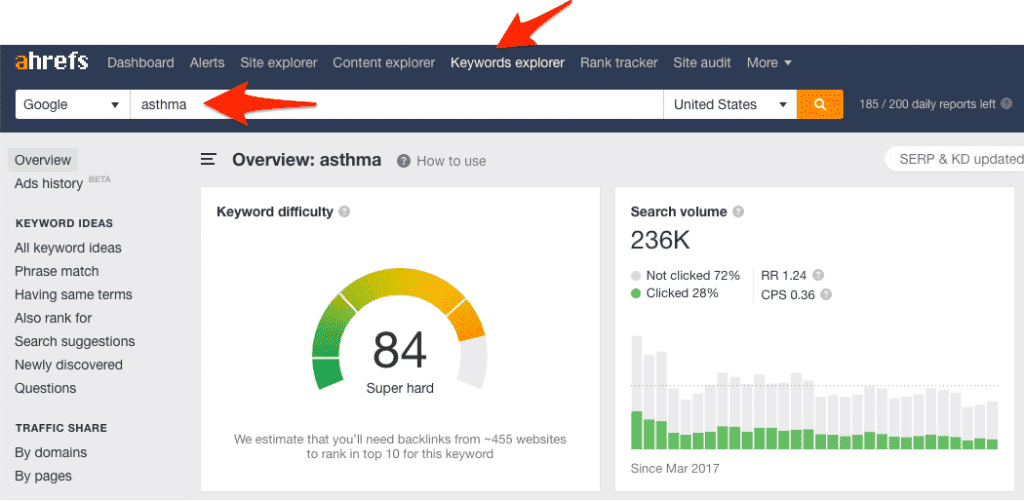 ahrefs Dashboard Alerts Site explorer Content explorer Keywords explorer Rank tracker Site audit More
Google asthma United States 185 / 200 daily reports left ?
Overview
Ads history BETA
KEYWORD IDEAS
All keyword ideas
Phrase match
Having same terms
Also rank for
Search suggestions
Newly discovered
Questions
TRAFFIC SHARE
By domains
By pages
Overview: asthma ? How to use
SERP & KD updated
Keyword difficulty ?
84
Super hard
We estimate that you'll need backlinks from ~455 websites
to rank in top 10 for this keyword
Search volume ?
236K
Not clicked 72% RR 1.24 ?
Clicked 28% CPS 0.36 ?
Since Mar 2017